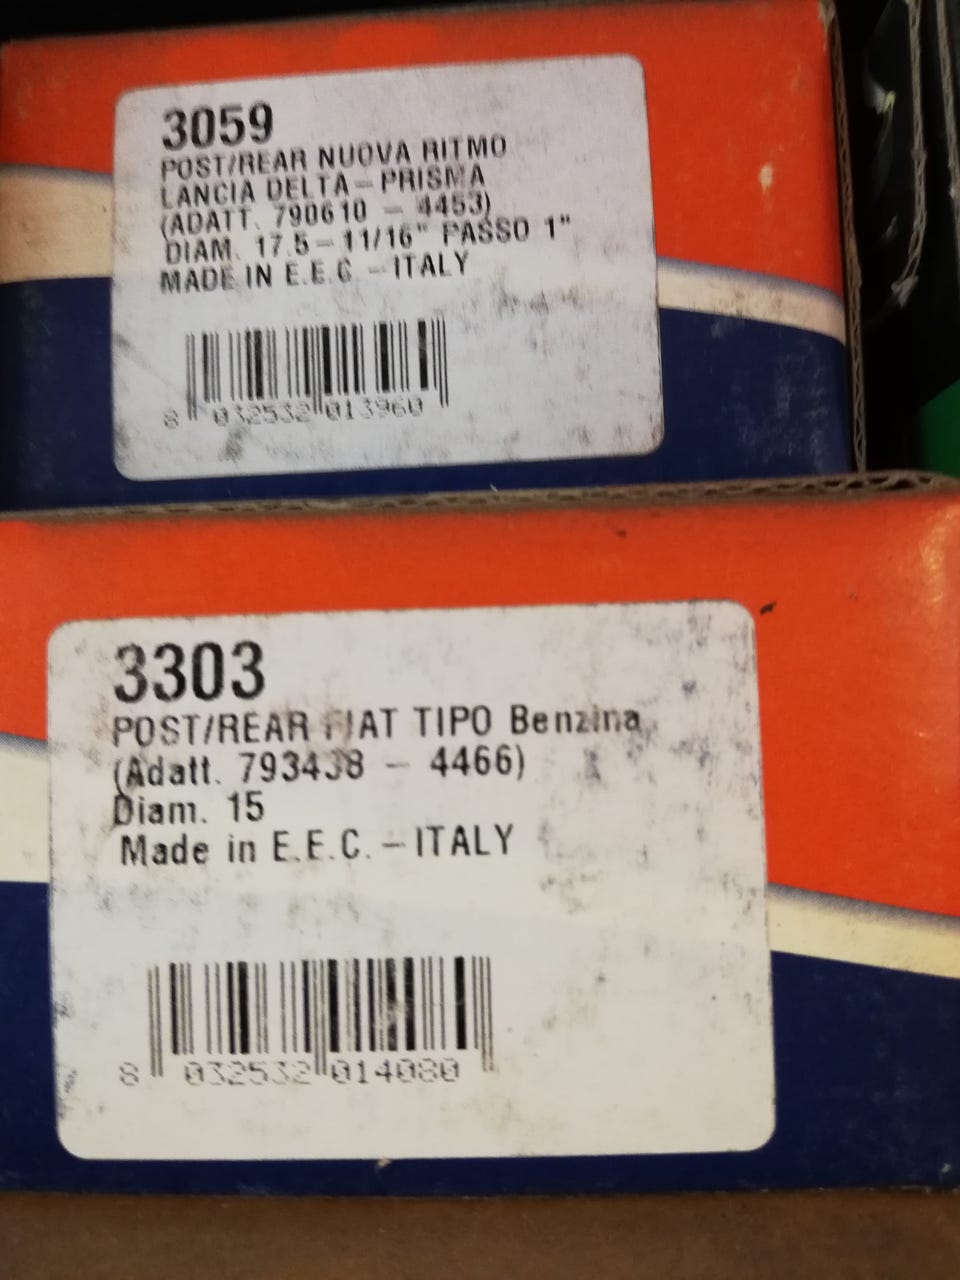 3059
POST/REAR NUOVA RITMO
LANCIA DELTA - PRISMA
(ADATT. 790610 - 4453)
DIAM. 17.5 - 11/16" PASSO 1"
MADE IN E.E.C - ITALY
8 032532 013960
3303
POST/REAR FIAT TIPO Benzina
(Adatt. 793438 - 4466)
Diam. 15
Made in E.E.C. - ITALY
8 032532 014080